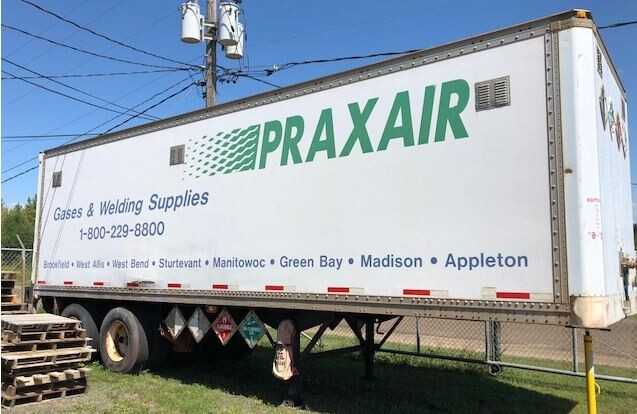 PRAXAIR
Gases & Welding Supplies
1-800-229-8800
Brookfield • West Allis • West Bend • Sturtevant • Manitowoc • Green Bay • Madison • Appleton